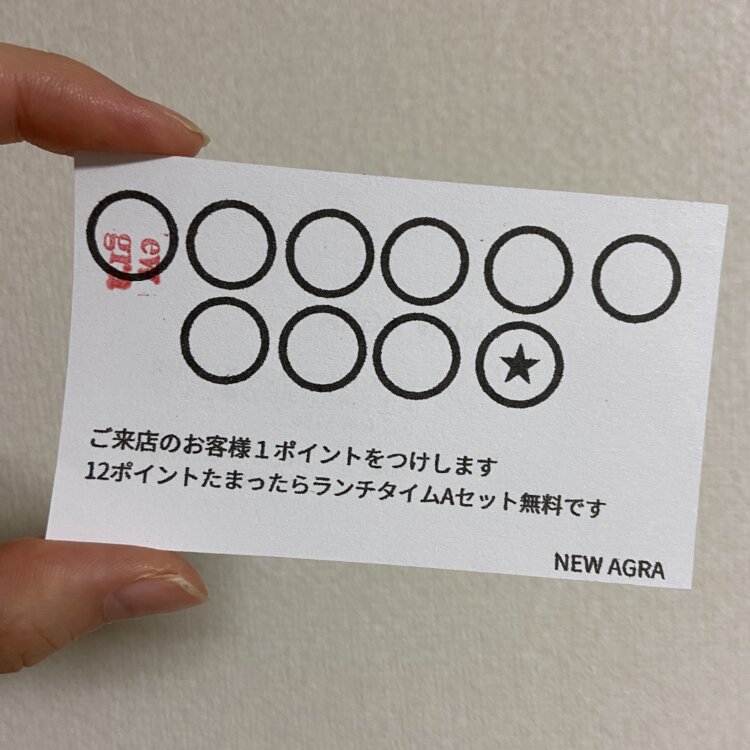 ew
gra
ご来店のお客様１ポイントをつけします
12ポイントたまったらランチタイムAセット無料です
NEW AGRA